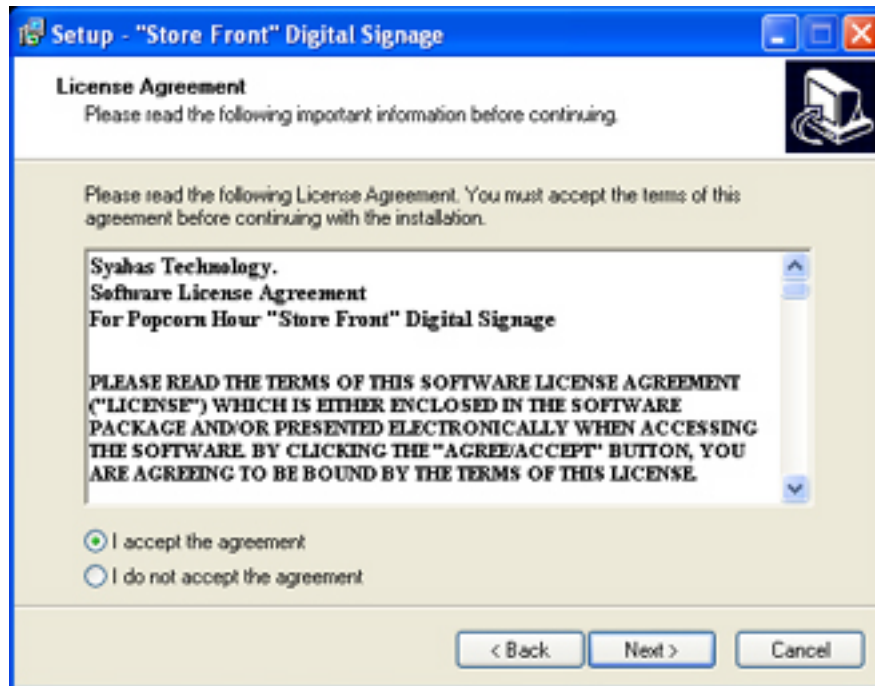 Setup - "Store Front" Digital Signage
License Agreement
Please read the following important information before continuing.
Please read the following License Agreement. You must accept the terms of this
agreement before continuing with the installation.
Syabas Technology.
Software License Agreement
For Popcorn Hour "Store Front" Digital Signage
PLEASE READ THE TERMS OF THIS SOFTWARE LICENSE AGREEMENT
("LICENSE") WHICH IS EITHER ENCLOSED IN THE SOFTWARE
PACKAGE AND/OR PRESENTED ELECTRONICALLY WHEN ACCESSING
THE SOFTWARE. BY CLICKING THE "AGREE/ACCEPT" BUTTON, YOU
ARE AGREEING TO BE BOUND BY THE TERMS OF THIS LICENSE.
I accept the agreement
I do not accept the agreement
< Back Next > Cancel